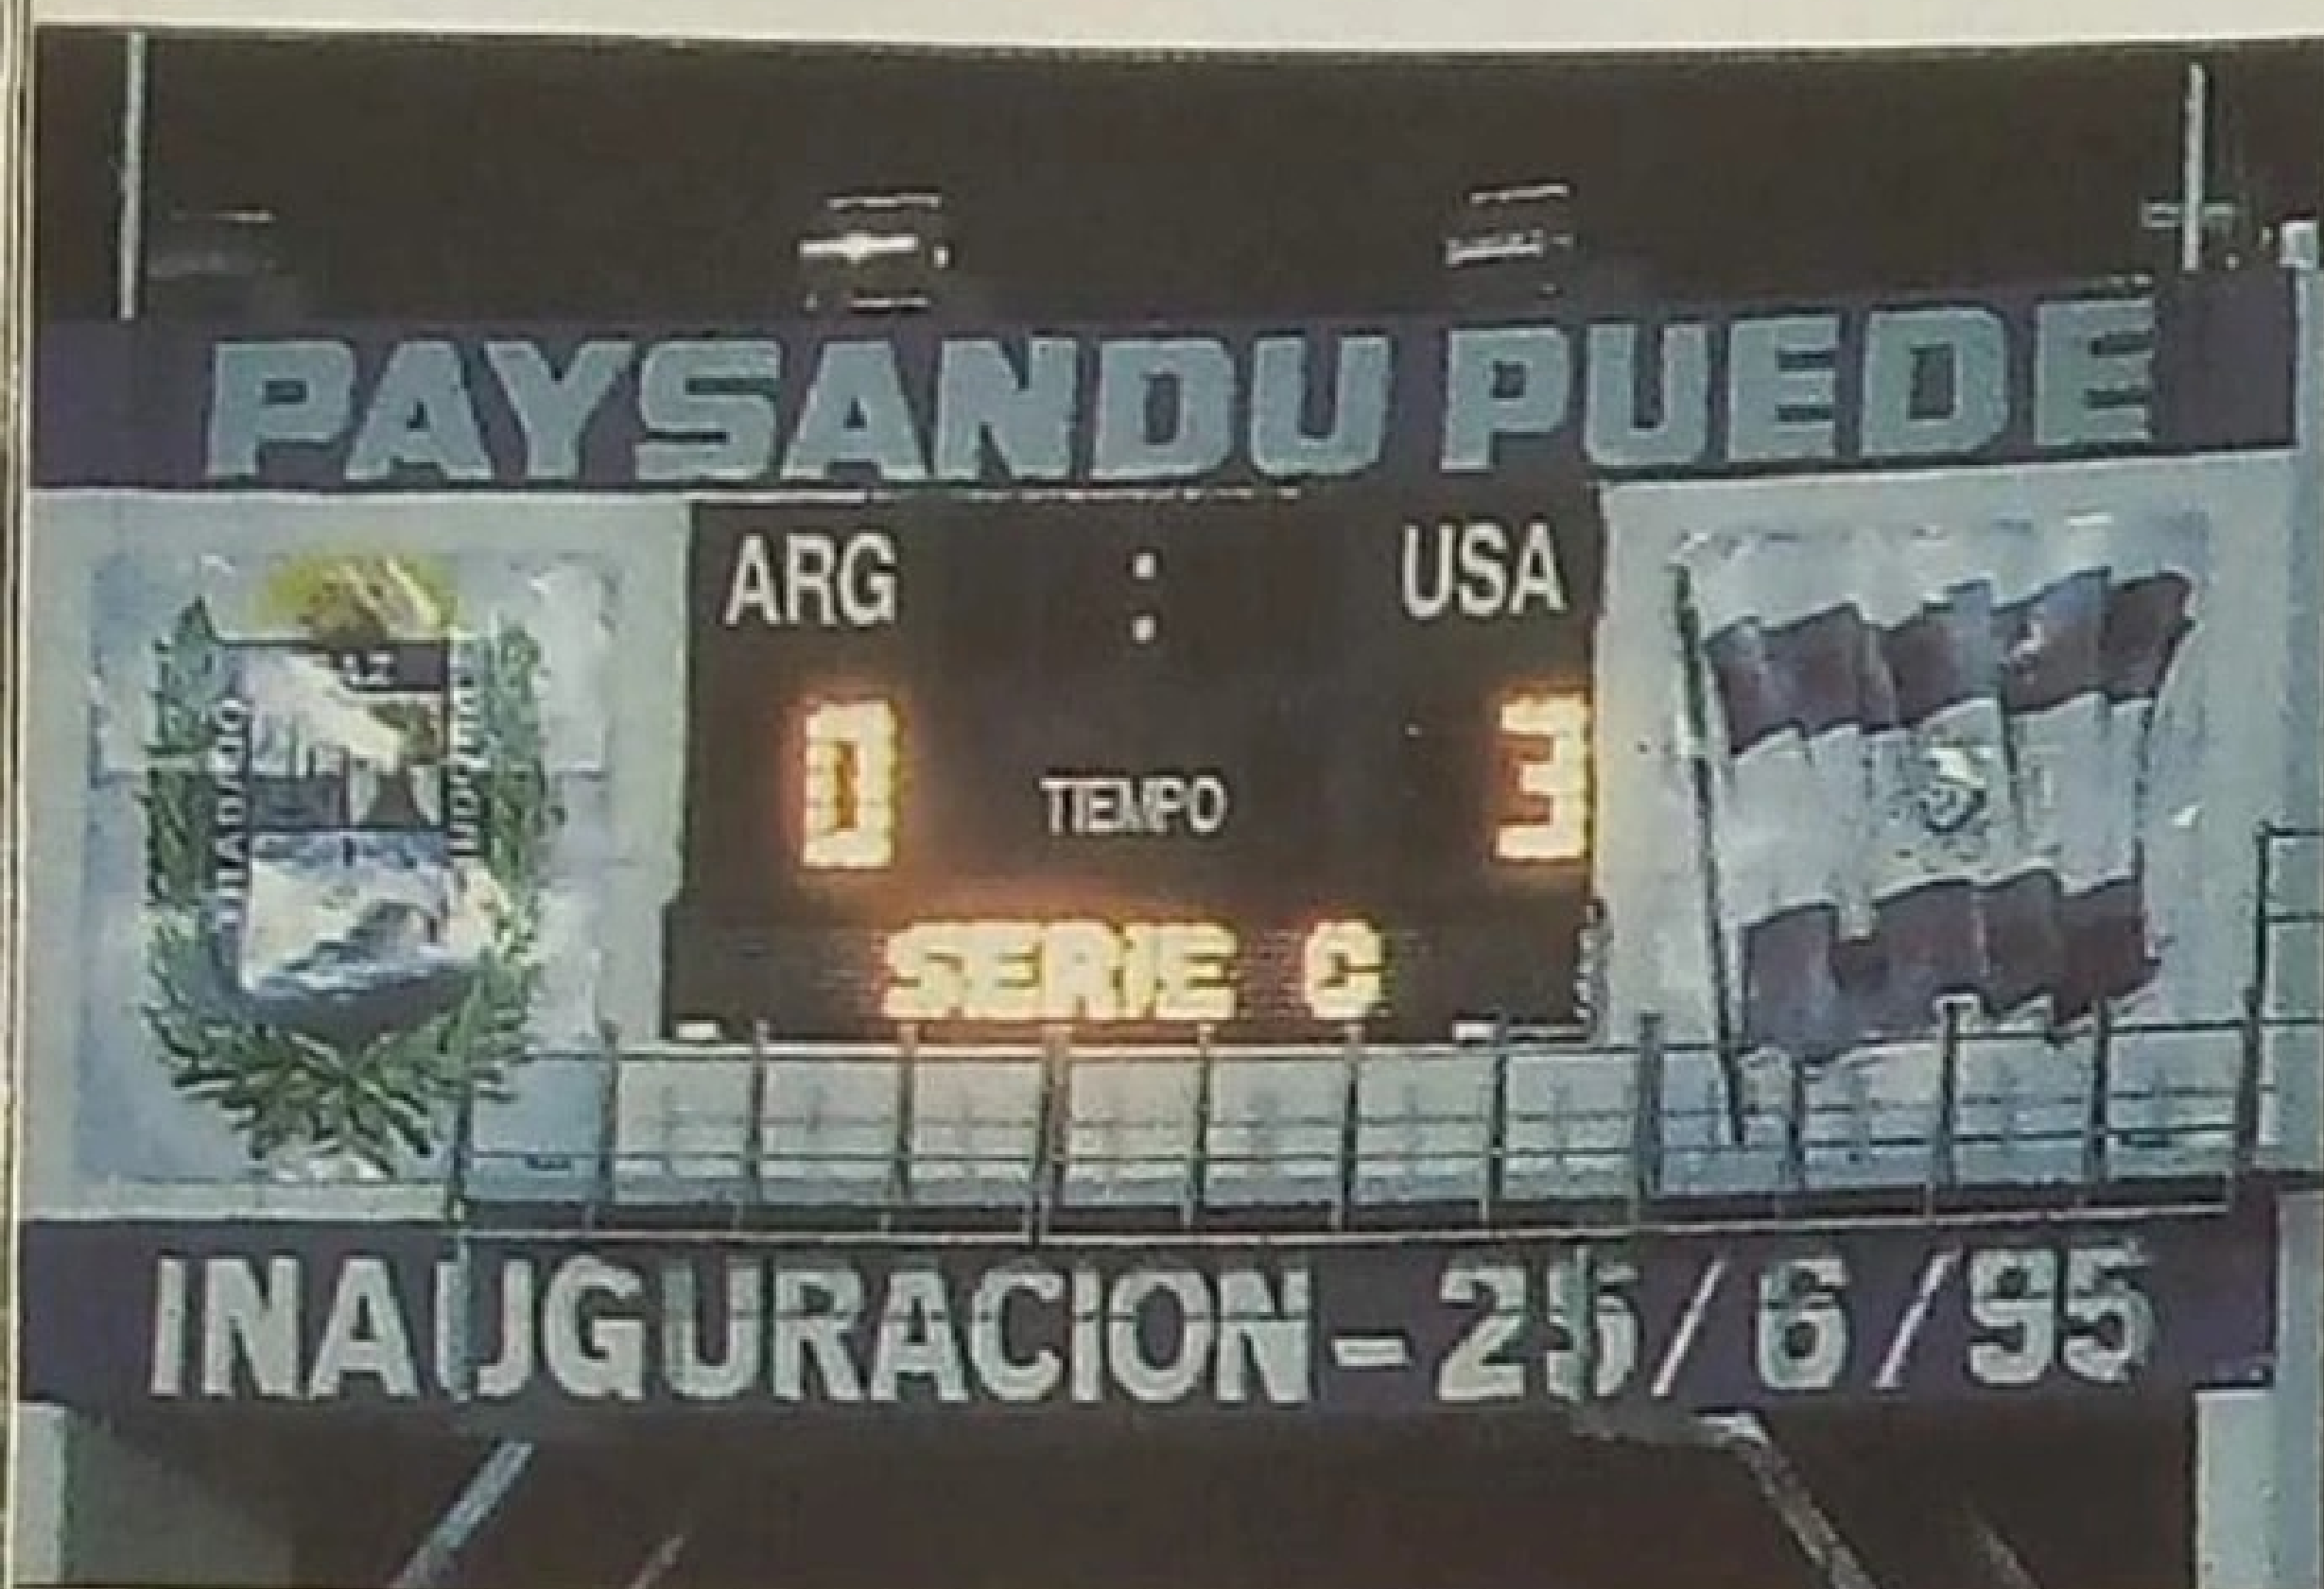 PAYSANDU PUEDE
ARG : USA
0 3
TIEMPO
SERIE C
INAUGURACION - 25/6/95